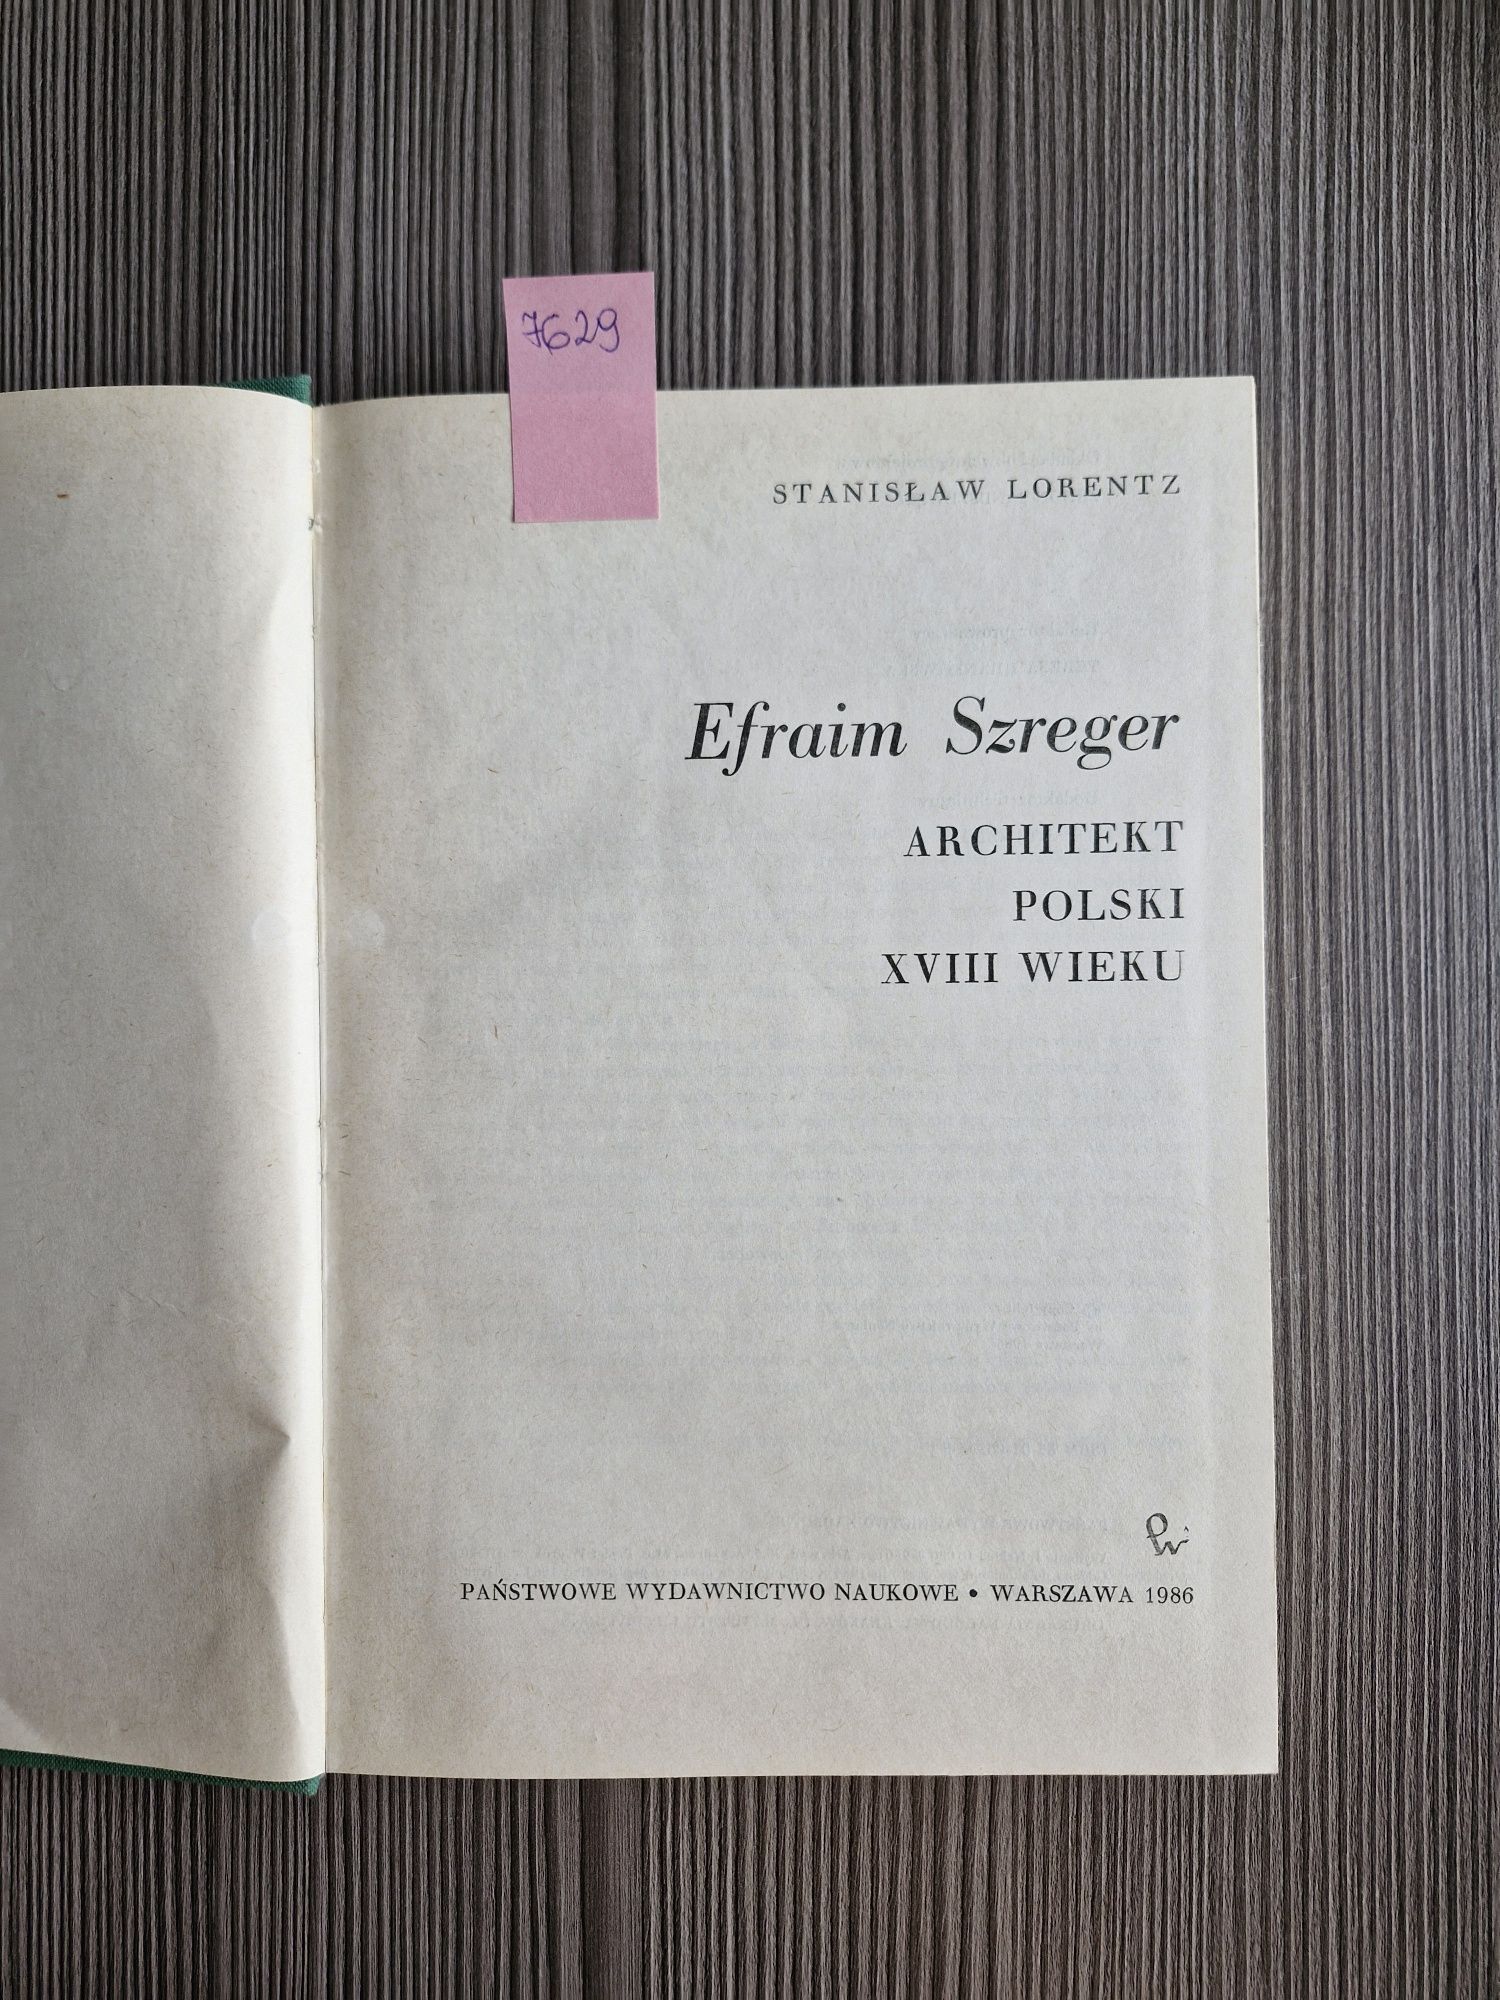 7629
STANISŁAW LORENTZ
Efraim Szreger
ARCHITEKT
POLSKI
XVIII WIEKU
PAŃSTWOWE WYDAWNICTWO NAUKOWE • WARSZAWA 1986